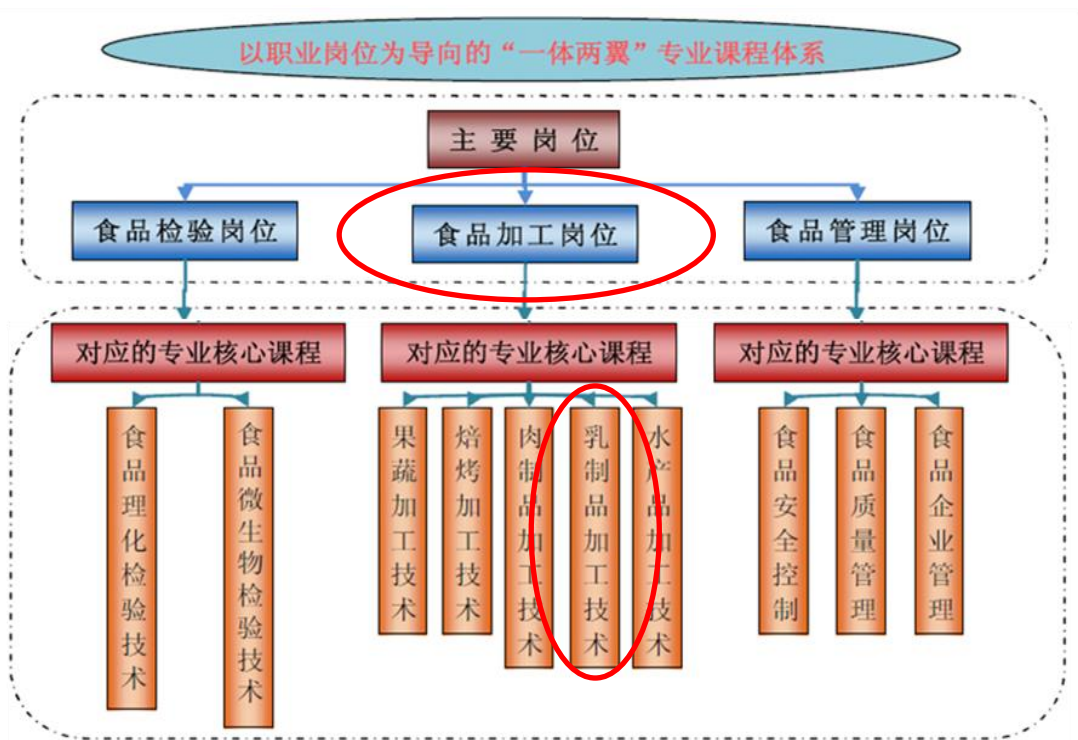 以职业岗位为导向的“一体两翼”专业课程体系
主要岗位
食品检验岗位
食品加工岗位
食品管理岗位
对应的专业核心课程
对应的专业核心课程
对应的专业核心课程
食品理化检验技术
食品微生物检验技术
果蔬加工技术
焙烤加工技术
肉制品加工技术
乳制品加工技术
水产品加工技术
食品安全控制
食品质量管理
食品企业管理